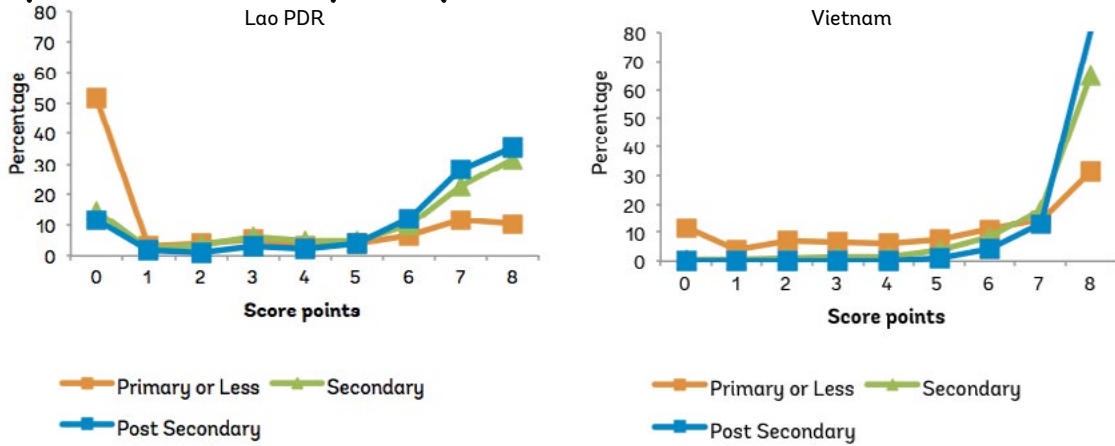 Lao PDR
80
70
60
50
40
30
20
10
0
Percentage
0 1 2 3 4 5 6 7 8
Score points
Primary or Less Secondary
Post Secondary
Vietnam
80
70
60
50
40
30
20
10
0
Percentage
0 1 2 3 4 5 6 7 8
Score points
Primary or Less Secondary
Post Secondary